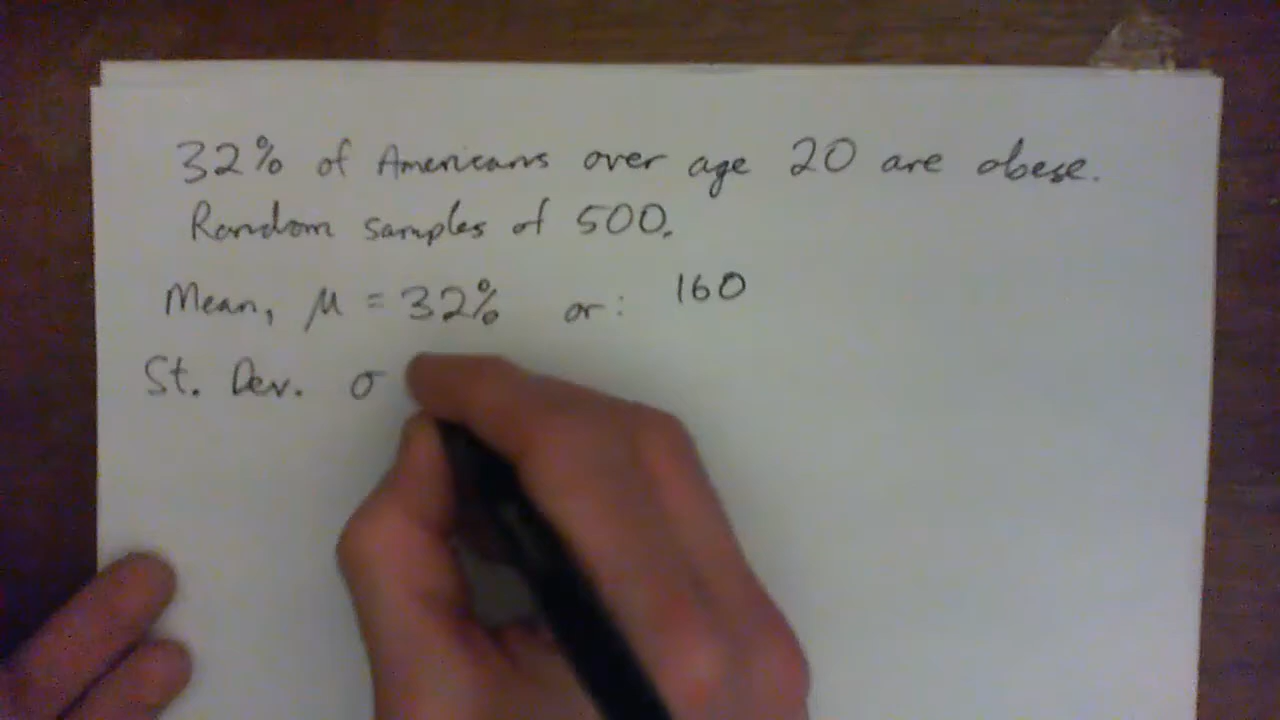 32% of Americans over age 20 are obese.
Random samples of 500.
Mean, μ = 32% or: 160
St. Dev. σ